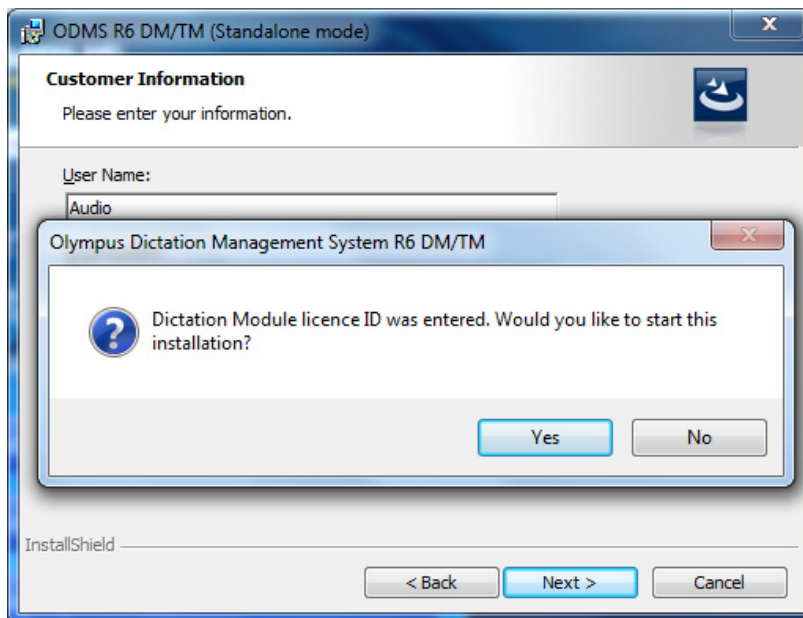 ODMS R6 DM/TM (Standalone mode)
Customer Information
Please enter your information.
User Name:
Audio
Olympus Dictation Management System R6 DM/TM
Dictation Module licence ID was entered. Would you like to start this
installation?
Yes
No
InstallShield
< Back
Next >
Cancel